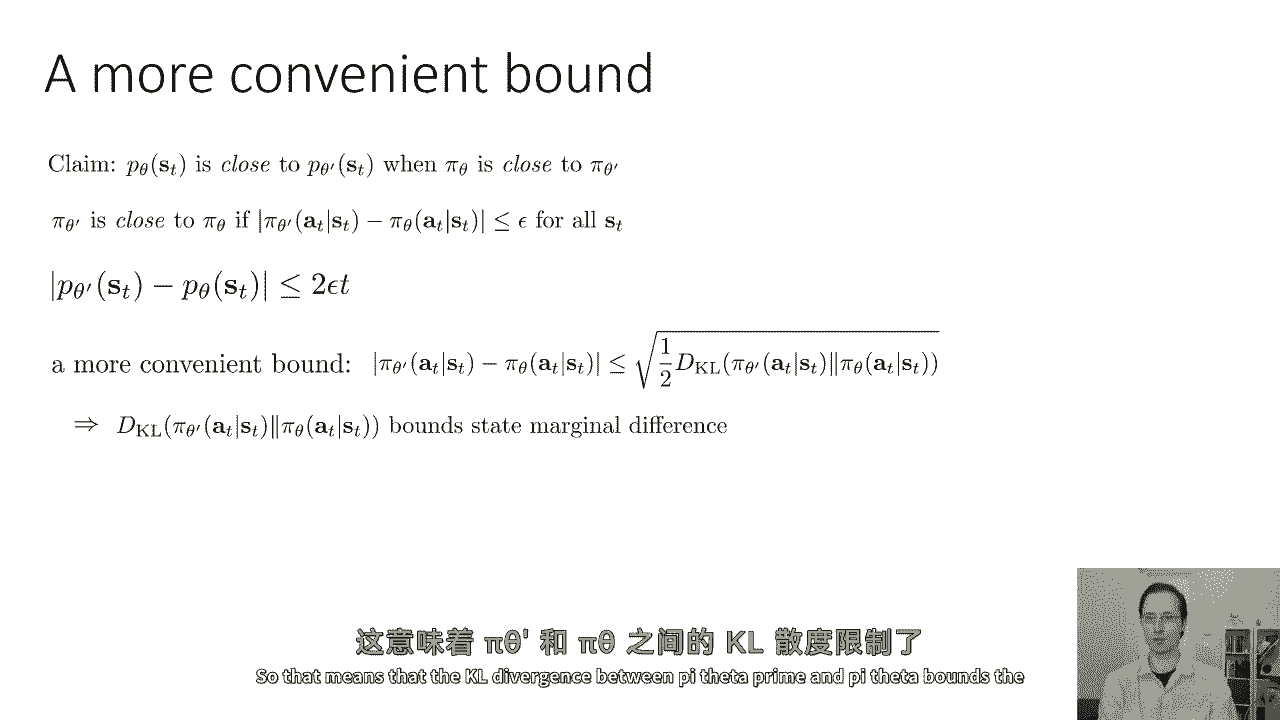 A more convenient bound
Claim: $p_\theta(\mathbf{s}_t)$ is close to $p_{\theta'}(\mathbf{s}_t)$ when $\pi_\theta$ is close to $\pi_{\theta'}$
$\pi_{\theta'}$ is close to $\pi_\theta$ if $|\pi_{\theta'}(\mathbf{a}_t|\mathbf{s}_t) - \pi_\theta(\mathbf{a}_t|\mathbf{s}_t)| \leq \epsilon$ for all $\mathbf{s}_t$
$|p_{\theta'}(\mathbf{s}_t) - p_\theta(\mathbf{s}_t)| \leq 2\epsilon t$
a more convenient bound: $|\pi_{\theta'}(\mathbf{a}_t|\mathbf{s}_t) - \pi_\theta(\mathbf{a}_t|\mathbf{s}_t)| \leq \sqrt{\frac{1}{2} D_{\mathrm{KL}}(\pi_{\theta'}(\mathbf{a}_t|\mathbf{s}_t) \| \pi_\theta(\mathbf{a}_t|\mathbf{s}_t))}$
$\Rightarrow$ $D_{\mathrm{KL}}(\pi_{\theta'}(\mathbf{a}_t|\mathbf{s}_t) \| \pi_\theta(\mathbf{a}_t|\mathbf{s}_t))$ bounds state marginal difference
这意味着 πθ' 和 πθ 之间的 KL 散度限制了
So that means that the KL divergence between pi theta prime and pi theta bounds the